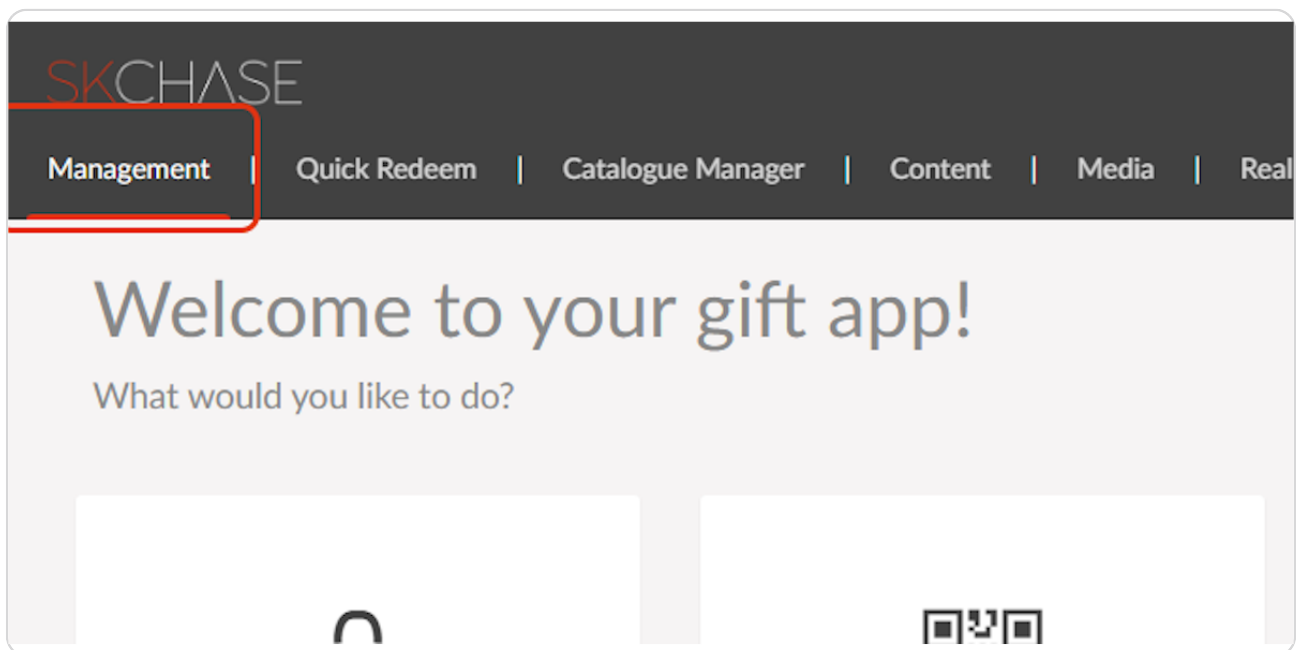 SKCHASE
Management | Quick Redeem | Catalogue Manager | Content | Media | Real
Welcome to your gift app!
What would you like to do?